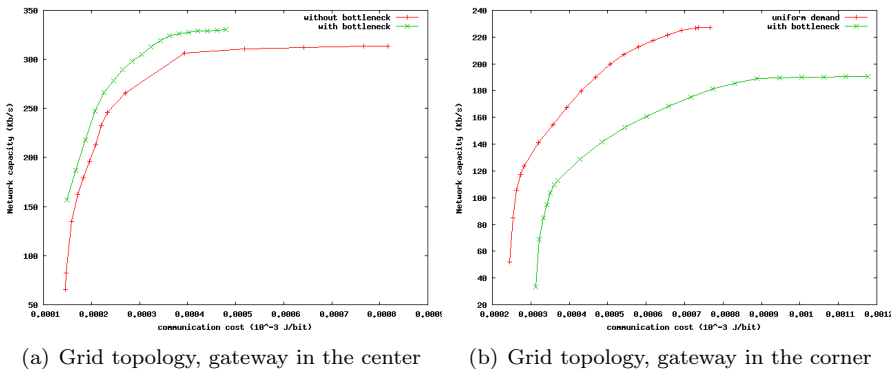 350
300
250
200
150
100
50
Network capacity (Kb/s)
without bottleneck
with bottleneck
0.0001 0.0002 0.0003 0.0004 0.0005 0.0006 0.0007 0.0008 0.0009
communication cost (10^-3 J/bit)
(a) Grid topology, gateway in the center
240
220
200
180
160
140
120
100
80
60
40
20
Network capacity (Kb/s)
uniform demand
with bottleneck
0.0002 0.0003 0.0004 0.0005 0.0006 0.0007 0.0008 0.0009 0.001 0.0011 0.0012
communication cost (10^-3 J/bit)
(b) Grid topology, gateway in the corner